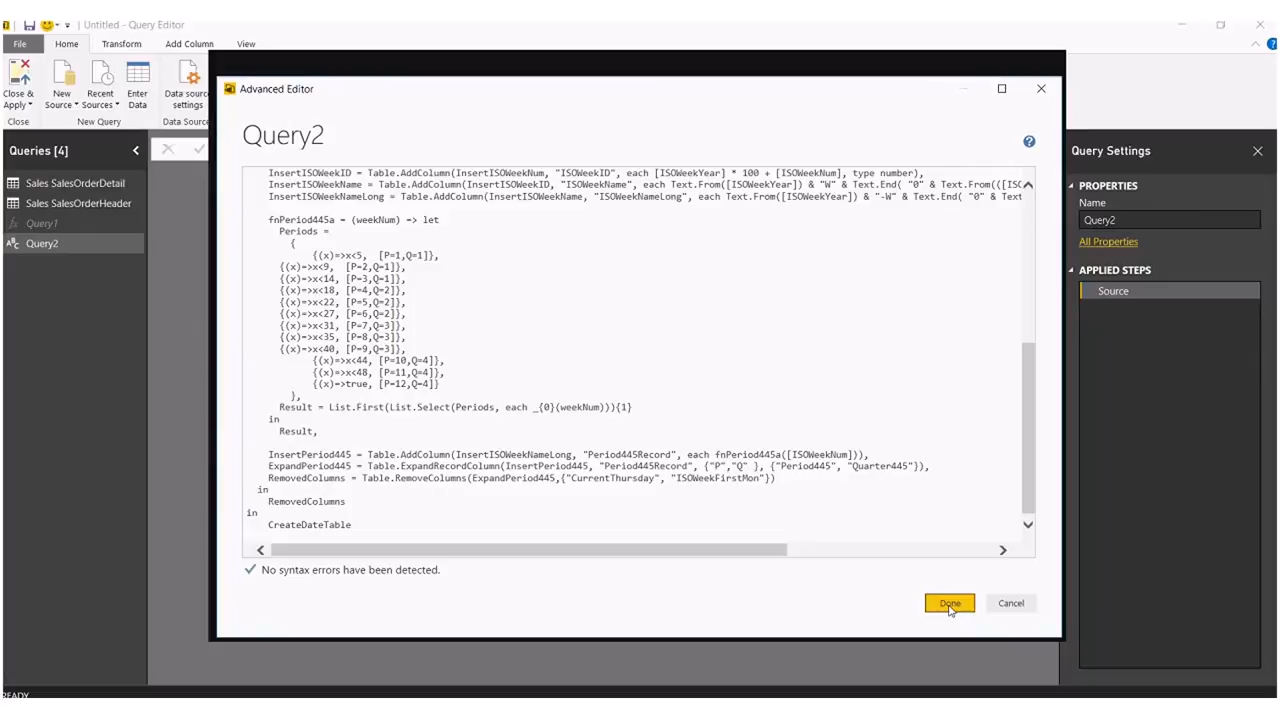 Untitled - Query Editor
File Home Transform Add Column View
Close & Apply New Source Recent Sources Enter Data Data source settings
Close New Query Data Sourc
Queries [4]
Sales SalesOrderDetail
Sales SalesOrderHeader
fx Query1
ABC Query2
Advanced Editor
Query2
InsertISOWeekID = Table.AddColumn(InsertISOWeekNum, "ISOWeekID", each [ISOWeekYear] * 100 + [ISOWeekNum], type number),
InsertISOWeekName = Table.AddColumn(InsertISOWeekID, "ISOWeekName", each Text.From([ISOWeekYear]) & "W" & Text.End( "0" & Text.From(([ISO
InsertISOWeekNameLong = Table.AddColumn(InsertISOWeekName, "ISOWeekNameLong", each Text.From([ISOWeekYear]) & "-W" & Text.End( "0" & Text
fnPeriod445a = (weekNum) => let
Periods =
{
{(x)=>x<5, [P=1,Q=1]},
{(x)=>x<9, [P=2,Q=1]},
{(x)=>x<14, [P=3,Q=1]},
{(x)=>x<18, [P=4,Q=2]},
{(x)=>x<22, [P=5,Q=2]},
{(x)=>x<27, [P=6,Q=2]},
{(x)=>x<31, [P=7,Q=3]},
{(x)=>x<35, [P=8,Q=3]},
{(x)=>x<40, [P=9,Q=3]},
{(x)=>x<44, [P=10,Q=4]},
{(x)=>x<48, [P=11,Q=4]},
{(x)=>true, [P=12,Q=4]}
},
Result = List.First(List.Select(Periods, each _{0}(weekNum))){1}
in
Result,
InsertPeriod445 = Table.AddColumn(InsertISOWeekNameLong, "Period445Record", each fnPeriod445a([ISOWeekNum])),
ExpandPeriod445 = Table.ExpandRecordColumn(InsertPeriod445, "Period445Record", {"P","Q" }, {"Period445", "Quarter445"}),
RemovedColumns = Table.RemoveColumns(ExpandPeriod445,{"CurrentThursday", "ISOWeekFirstMon"})
in
RemovedColumns
in
CreateDateTable
No syntax errors have been detected.
Done Cancel
Query Settings
PROPERTIES
Name
Query2
All Properties
APPLIED STEPS
Source
READY